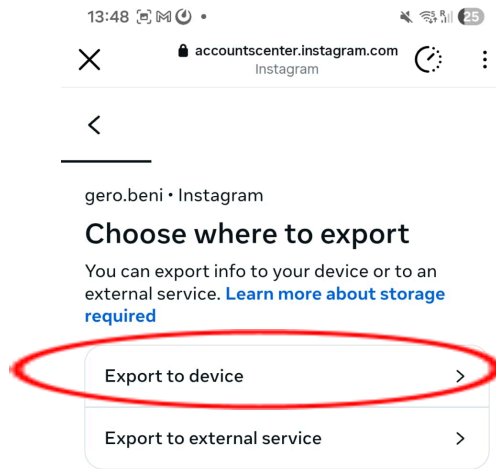 13:48
25
accountscenter.instagram.com
Instagram
gero.beni • Instagram
Choose where to export
You can export info to your device or to an
external service. Learn more about storage
required
Export to device
Export to external service